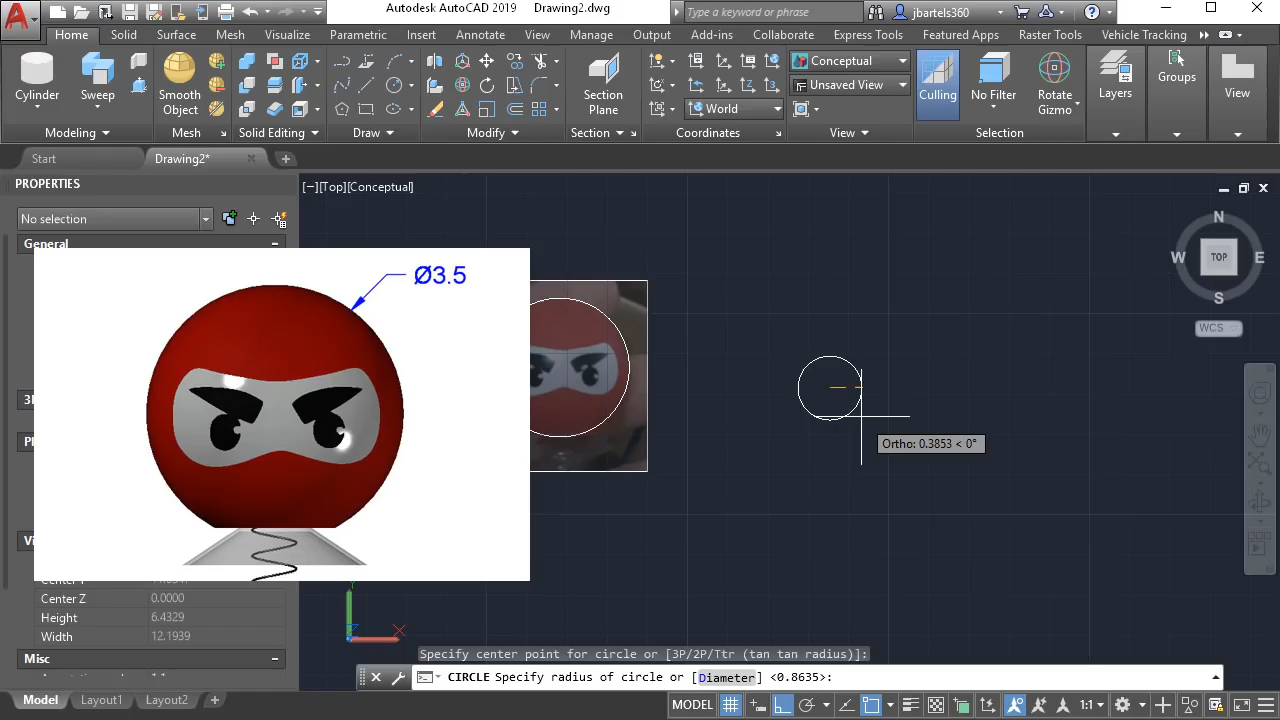 Autodesk AutoCAD 2019 Drawing2.dwg
Type a keyword or phrase
jbartels360
Home Solid Surface Mesh Visualize Parametric Insert Annotate View Manage Output Add-ins Collaborate Express Tools Featured Apps Raster Tools Vehicle Tracking
Cylinder
Sweep
Smooth
Object
Section
Plane
World
Conceptual
Unsaved View
Culling
No Filter
Rotate
Gizmo
Layers
Groups
View
Modeling Mesh Solid Editing Draw Modify Section Coordinates View Selection
Start Drawing2*
PROPERTIES
[−][Top][Conceptual]
No selection
General
Ø3.5
N
W TOP E
S
WCS
Ortho: 0.3853 < 0°
Center Z 0.0000
Height 6.4329
Width 12.1939
Misc
Y
X
Specify center point for circle or [3P/2P/Ttr (tan tan radius)]:
CIRCLE Specify radius of circle or [Diameter] <0.8635>:
Model Layout1 Layout2
MODEL
1:1